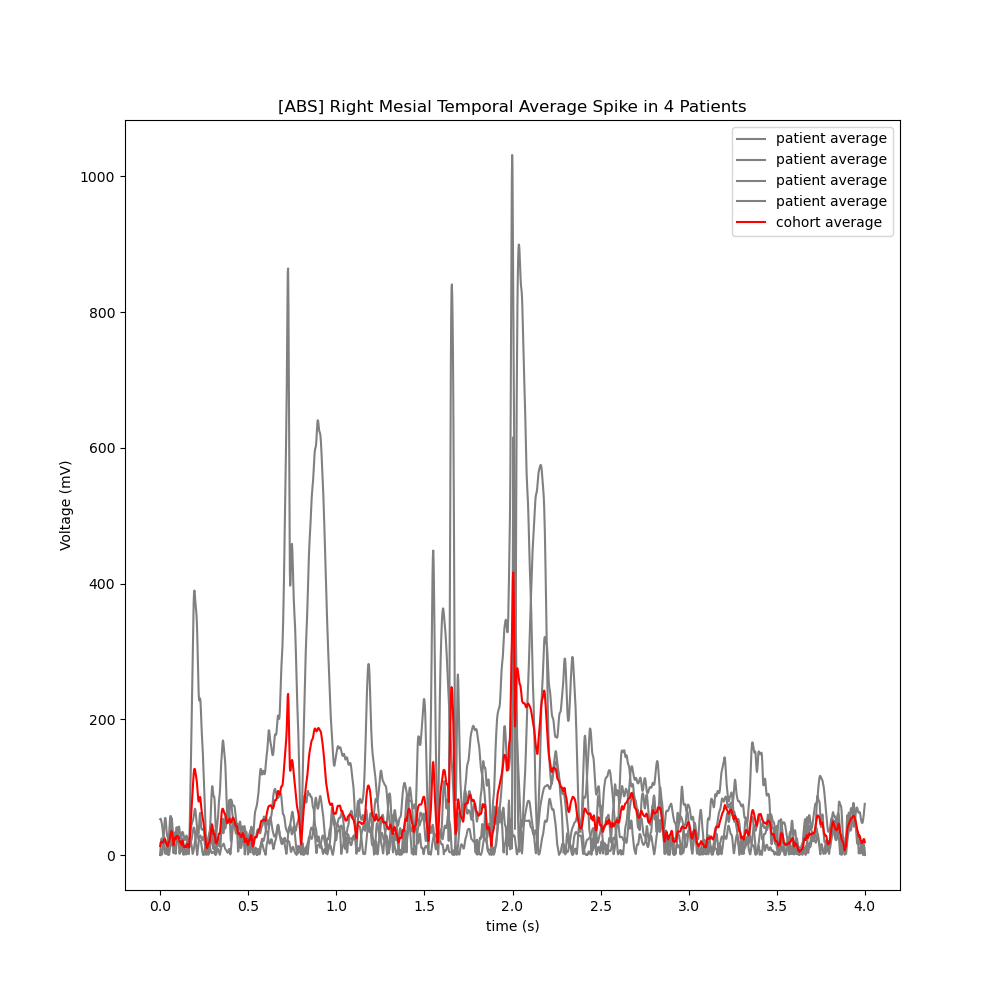 [ABS] Right Mesial Temporal Average Spike in 4 Patients
patient average
patient average
patient average
patient average
cohort average
1000
800
600
400
200
0
Voltage (mV)
0.0 0.5 1.0 1.5 2.0 2.5 3.0 3.5 4.0
time (s)